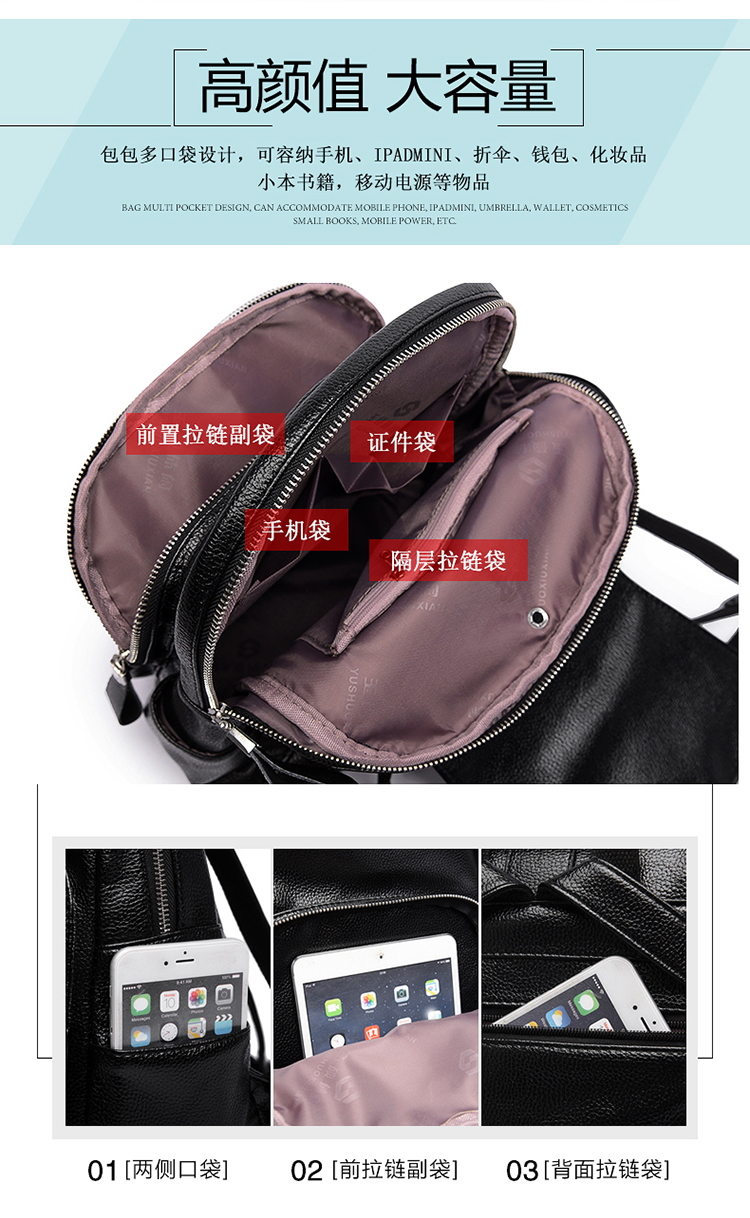 高颜值 大容量
包包多口袋设计，可容纳手机、IPADMINI、折伞、钱包、化妆品
小本书籍，移动电源等物品
BAG MULTI POCKET DESIGN, CAN ACCOMMODATE MOBILE PHONE, IPADMINI, UMBRELLA, WALLET, COSMETICS
SMALL BOOKS, MOBILE POWER, ETC.
前置拉链副袋
证件袋
手机袋
隔层拉链袋
01 [两侧口袋]
02 [前拉链副袋]
03 [背面拉链袋]